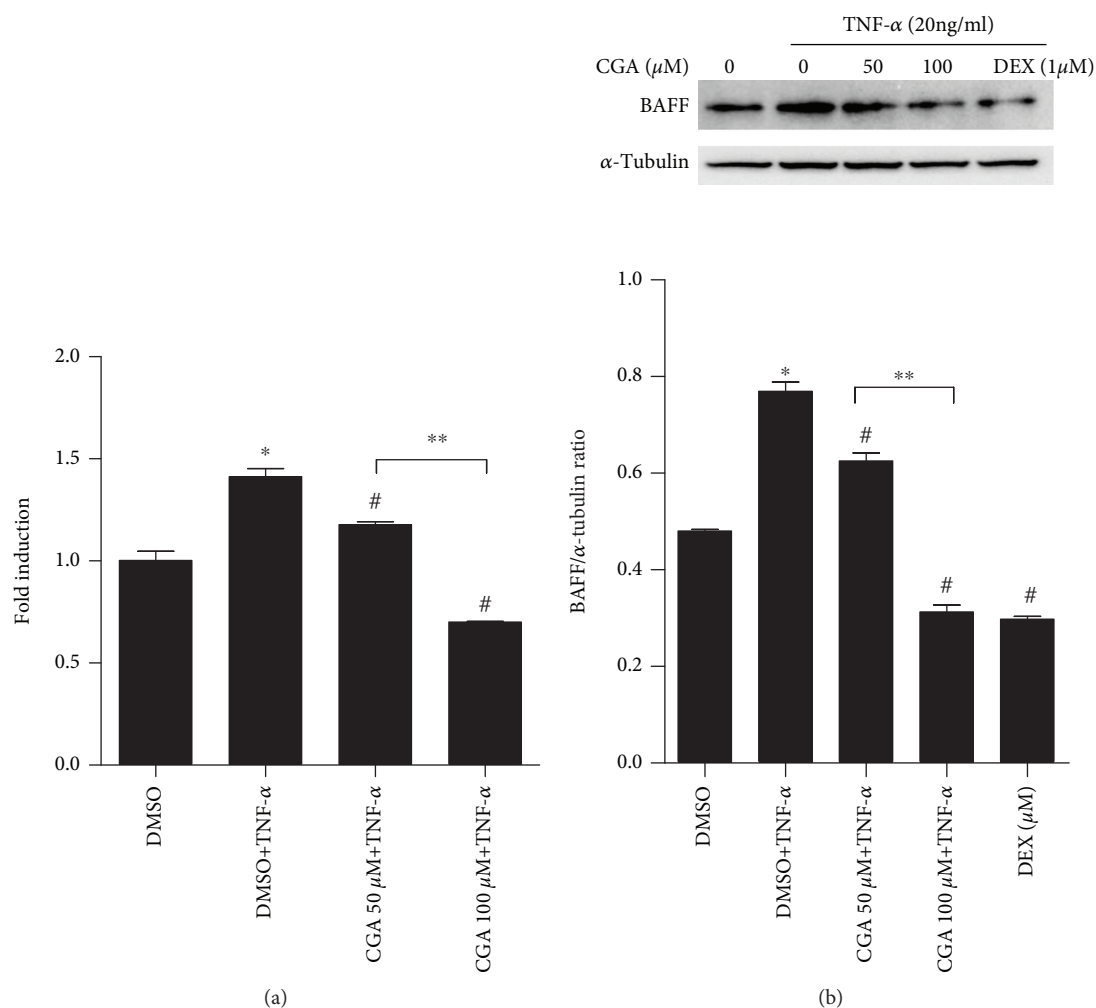 TNF-α (20ng/ml)
CGA (μM) 0 0 50 100 DEX (1μM)
BAFF
α-Tubulin
Fold induction
2.0
1.5
1.0
0.5
0.0
*
#
#
**
DMSO
DMSO+TNF-α
CGA 50 μM+TNF-α
CGA 100 μM+TNF-α
(a)
BAFF/α-tubulin ratio
1.0
0.8
0.6
0.4
0.2
0.0
*
#
#
#
**
DMSO
DMSO+TNF-α
CGA 50 μM+TNF-α
CGA 100 μM+TNF-α
DEX (μM)
(b)